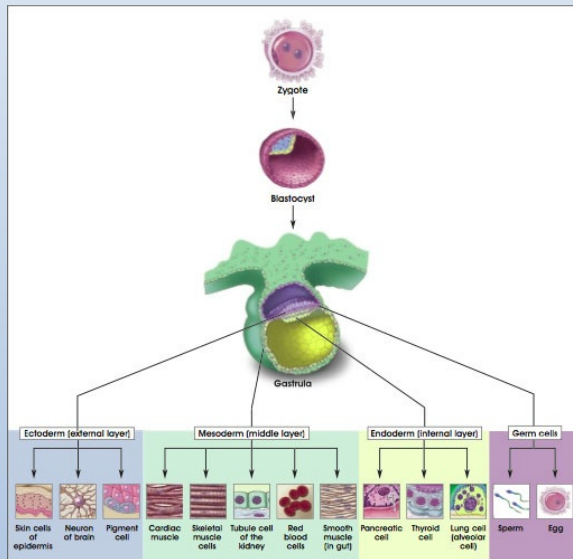 Zygote
Blastocyst
Gastrula
Ectoderm (external layer)
Mesoderm (middle layer)
Endoderm (internal layer)
Germ cells
Skin cells of
epidermis
Neuron
of brain
Pigment
cell
Cardiac
muscle
Skeletal
muscle
cells
Tubule cell
of the
kidney
Red
blood
cells
Smooth
muscle
(in gut)
Pancreatic
cell
Thyroid
cell
Lung cell
(alveolar
cell)
Sperm
Egg